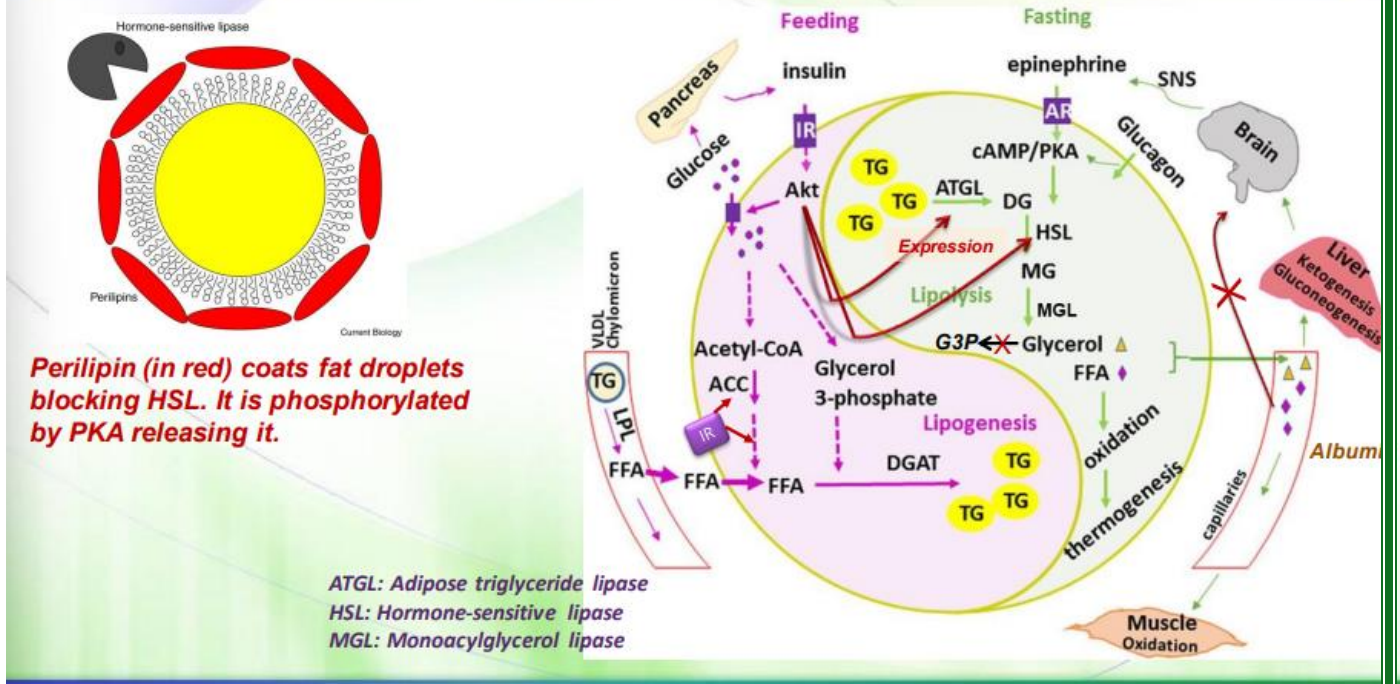 Hormone-sensitive lipase
Perilipins
Current Biology
Perilipin (in red) coats fat droplets
blocking HSL. It is phosphorylated
by PKA releasing it.
ATGL: Adipose triglyceride lipase
HSL: Hormone-sensitive lipase
MGL: Monoacylglycerol lipase
Feeding
Fasting
Pancreas
insulin
epinephrine
SNS
Brain
IR
AR
Glucose
Glucagon
cAMP/PKA
Akt
TG
TG
TG
ATGL
DG
Expression
HSL
MG
Lipolysis
MGL
G3P
Glycerol
FFA
Liver
Ketogenesis
Gluconeogenesis
VLDL
Chylomicron
TG
LPL
FFA
FFA
FFA
Acetyl-CoA
ACC
IR
Glycerol
3-phosphate
Lipogenesis
DGAT
TG
TG
TG
oxidation
thermogenesis
capillaries
Albumi
Muscle
Oxidation